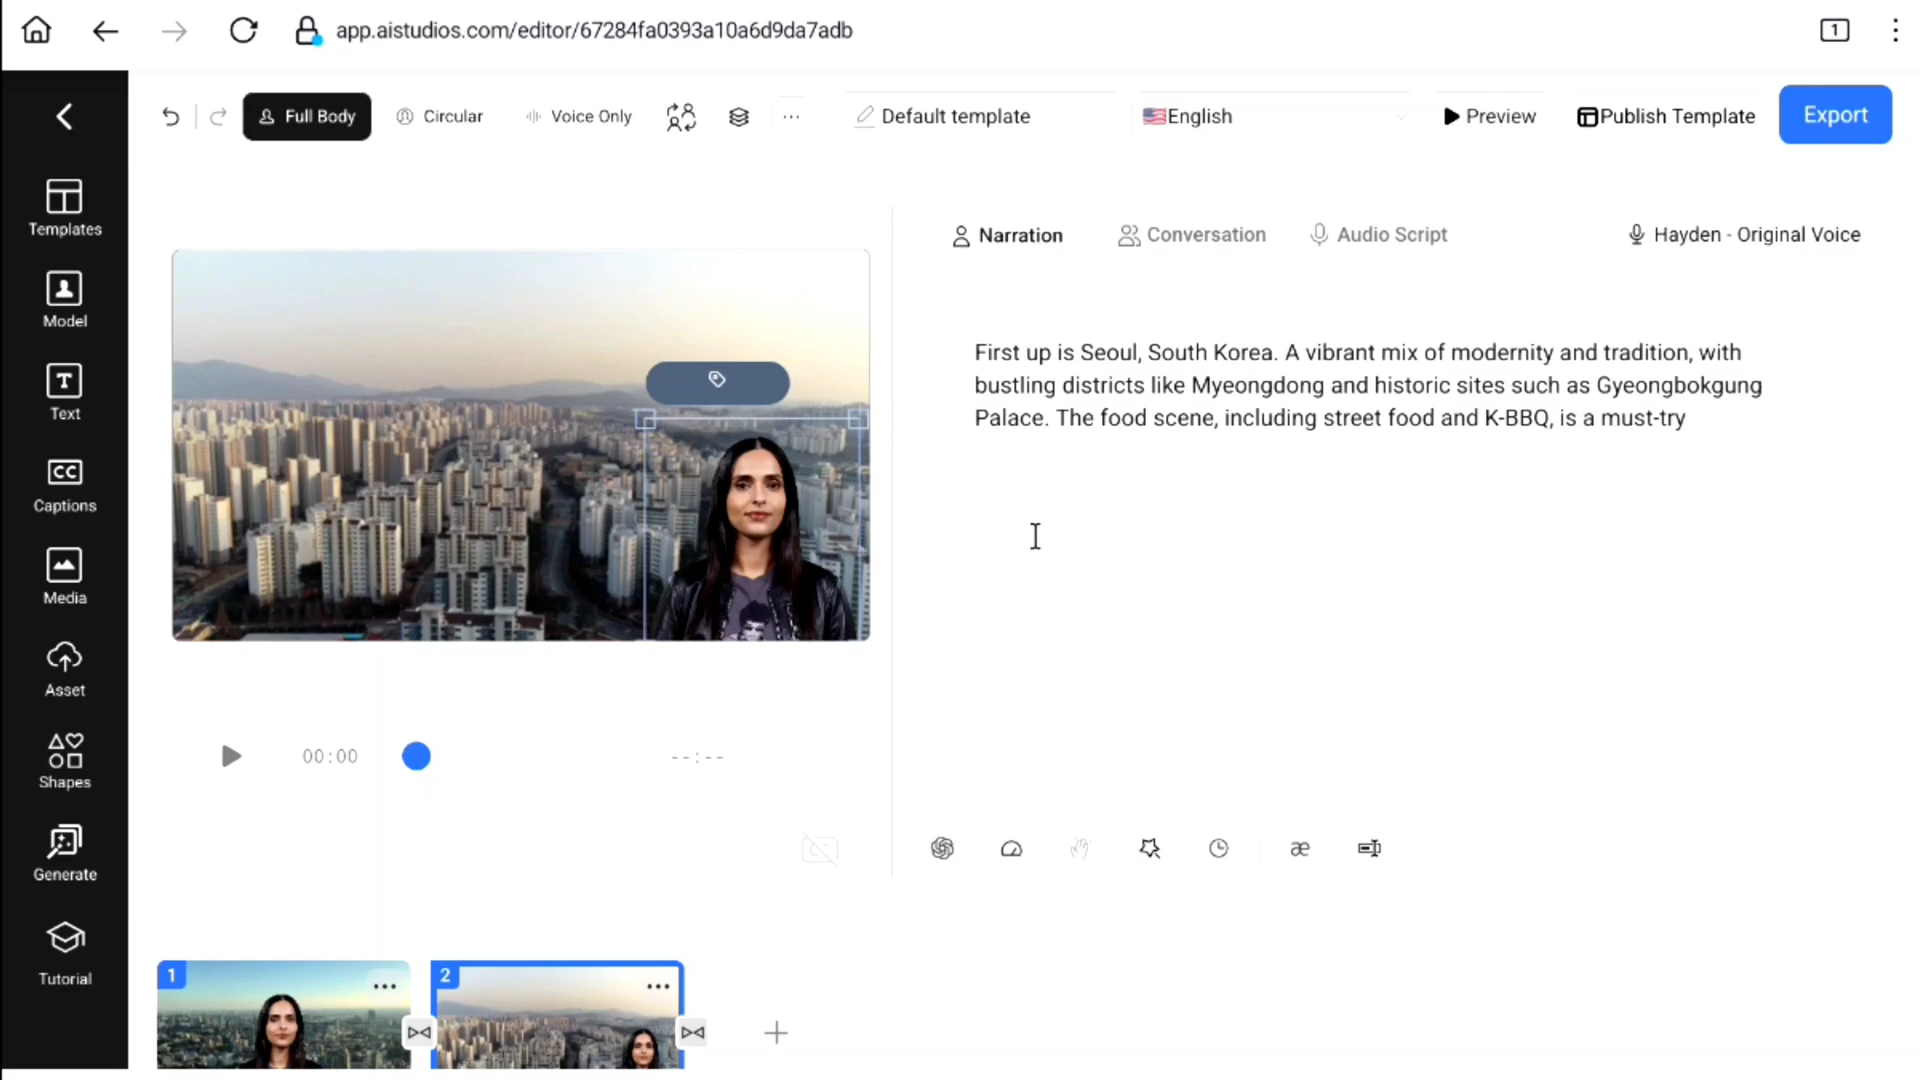 app.aistudios.com/editor/67284fa0393a10a6d9da7adb
1
Full Body
Circular
Voice Only
Default template
English
Preview
Publish Template
Export
Templates
Model
Text
Captions
Media
Asset
Shapes
Generate
Tutorial
Narration
Conversation
Audio Script
Hayden - Original Voice
First up is Seoul, South Korea. A vibrant mix of modernity and tradition, with
bustling districts like Myeongdong and historic sites such as Gyeongbokgung
Palace. The food scene, including street food and K-BBQ, is a must-try
00:00
--:--
æ
1
2